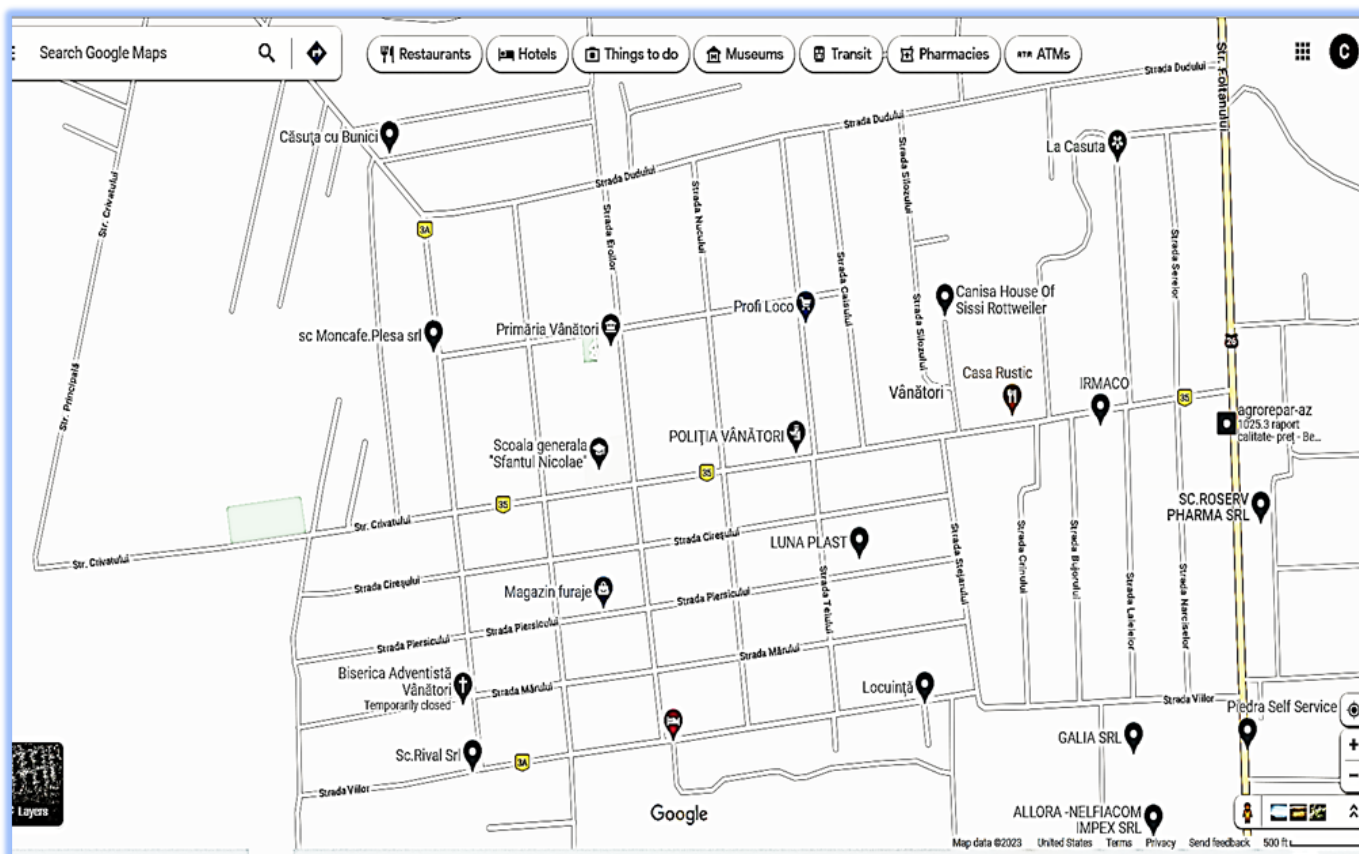 Search Google Maps
Restaurants
Hotels
Things to do
Museums
Transit
Pharmacies
ATMs
C
Str. Foltanului
Strada Dudului
Strada Dudului
Strada Dudului
Căsuța cu Bunici
La Casuta
Str. Crivatului
Strada Eroilor
Strada Nucului
Strada Caisului
Strada Silozului
Strada Silozului
Strada Serelor
3A
sc Moncafe.Plesa srl
Primăria Vânători
Profi Loco
Canisa House Of
Sissi Rottweiler
26
Str. Principală
Casa Rustic
Vânători
IRMACO
35
agrorepar-az
1025.3 raport
calitate- preț - Be...
Scoala generala
"Sfantul Nicolae"
POLIȚIA VÂNĂTORI
35
35
SC.ROSERV
PHARMA SRL
Str. Crivatului
Str. Crivatului
Strada Cireșului
Strada Cireșului
LUNA PLAST
Strada Stejarului
Strada Crinului
Strada Bujorului
Strada Lalelelor
Strada Narciselor
Strada Teiului
Magazin furaje
Strada Piersicului
Strada Piersicului
Strada Piersicului
Strada Mărului
Strada Mărului
Biserica Adventistă
Vânători
Temporarily closed
Locuință
Strada Viilor
Piedra Self Service
GALIA SRL
Sc.Rival Srl
3A
Strada Viilor
Layers
Google
ALLORA -NELFIACOM
IMPEX SRL
Map data ©2023 United States Terms Privacy Send feedback 500 ft